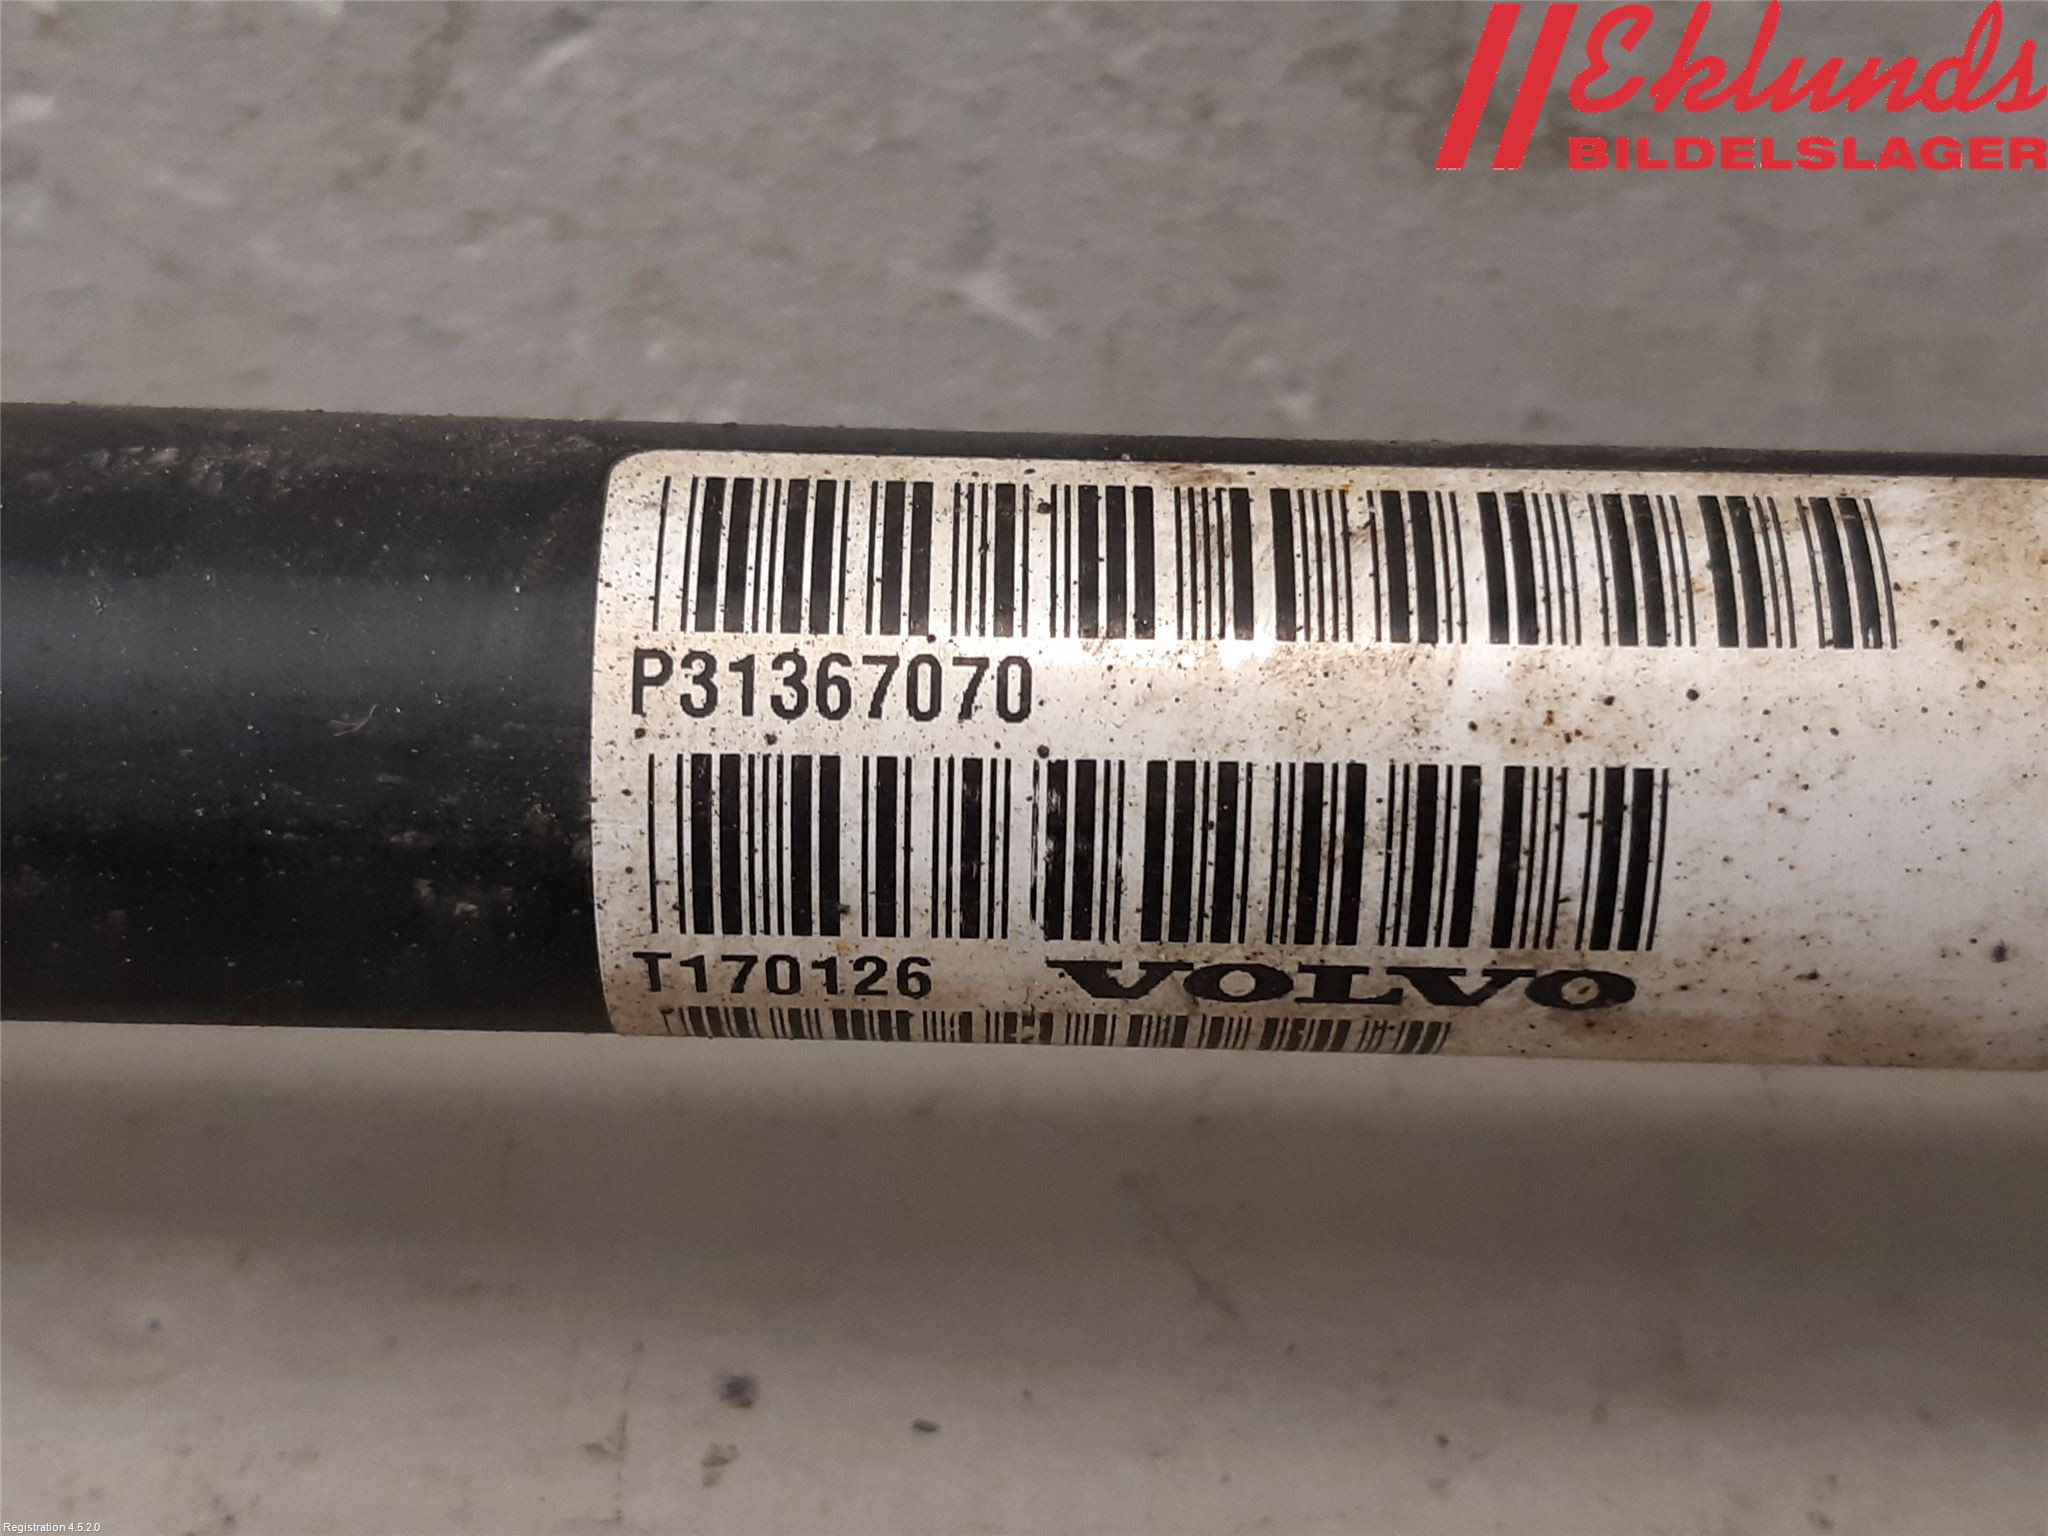 Eklunds
BILDELSLAGER
P31367070
T170126 VOLVO
Registration 4.5.2.0